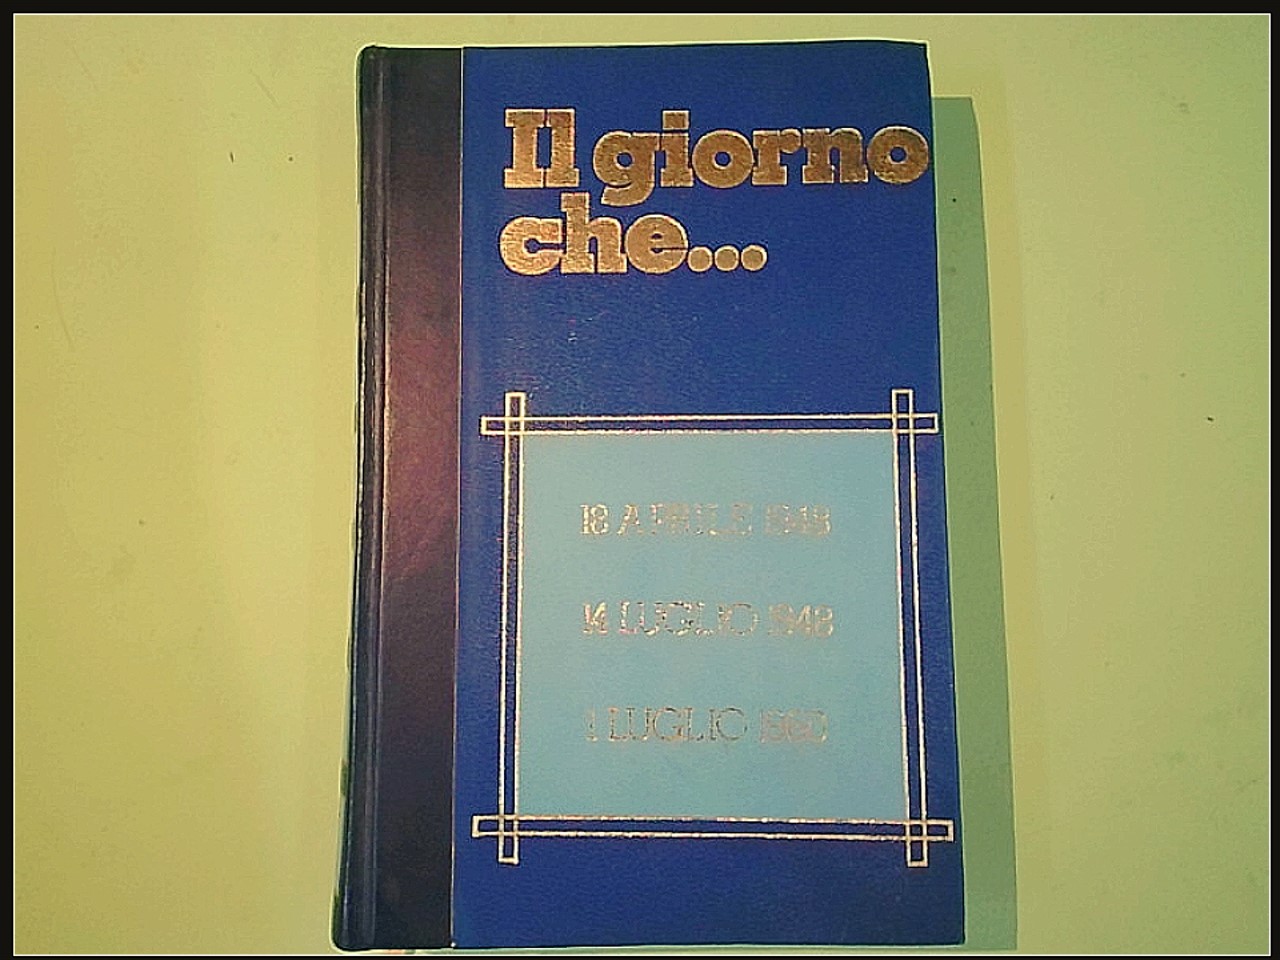 Il giorno
che...
18 APRILE 1948
14 LUGLIO 1948
1 LUGLIO 1960